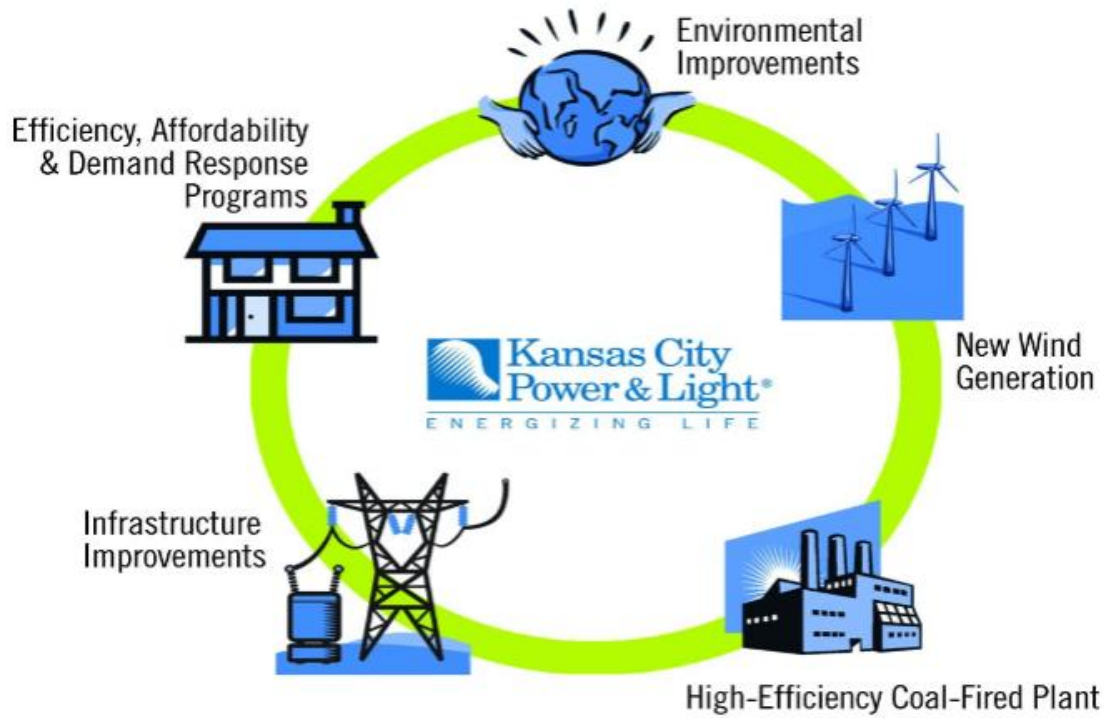 Environmental
Improvements
Efficiency, Affordability
& Demand Response
Programs
New Wind
Generation
Kansas City
Power & Light®
ENERGIZING LIFE
Infrastructure
Improvements
High-Efficiency Coal-Fired Plant